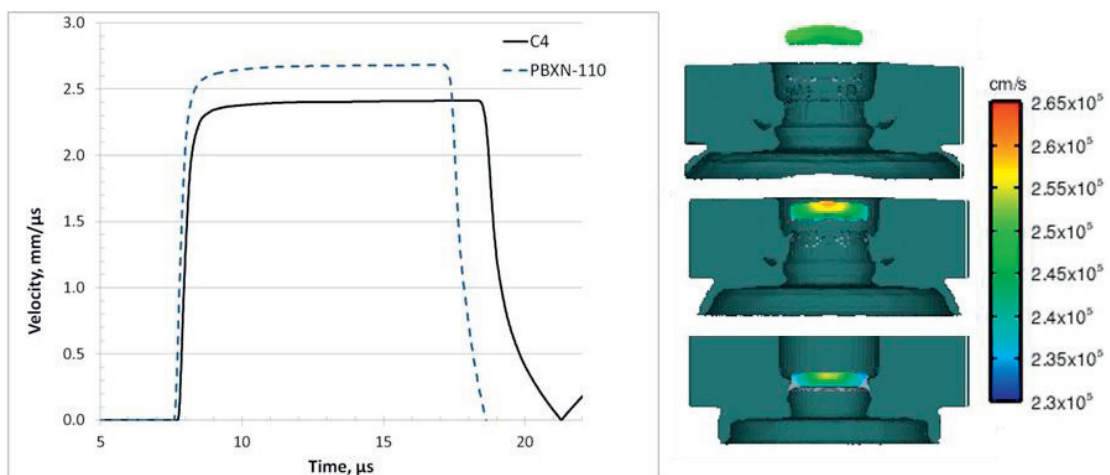 3.0
2.5
2.0
1.5
1.0
0.5
0.0
Velocity, mm/μs
C4
PBXN-110
5
10
15
20
Time, μs
cm/s
2.65x10⁵
2.6x10⁵
2.55x10⁵
2.5x10⁵
2.45x10⁵
2.4x10⁵
2.35x10⁵
2.3x10⁵